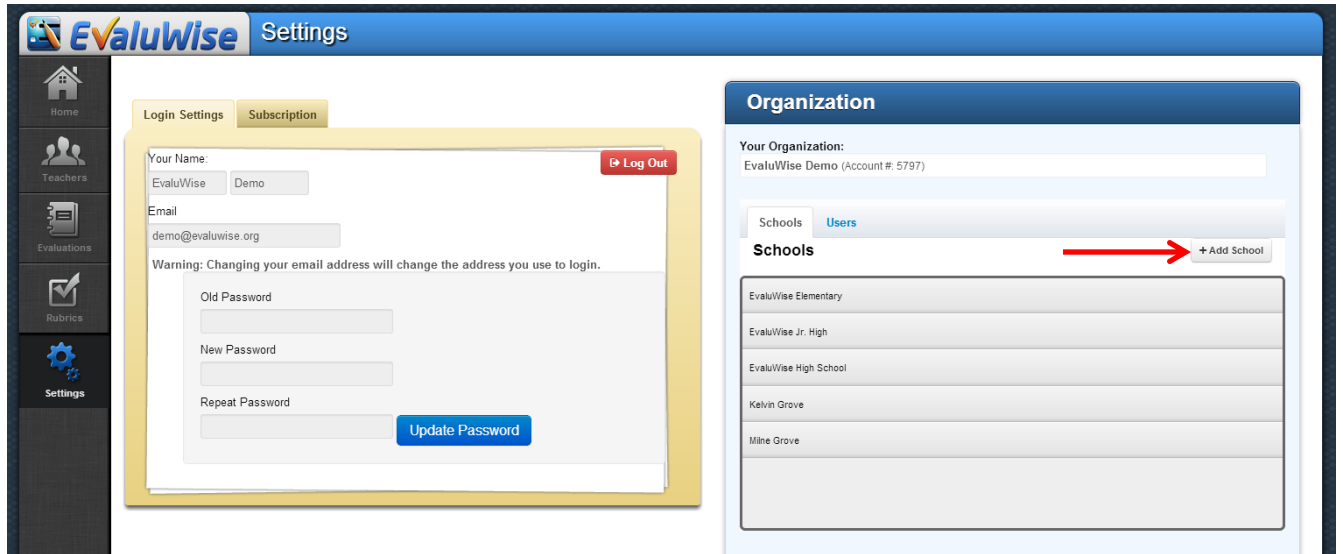 EvaluWise Settings
Home
Teachers
Evaluations
Rubrics
Settings
Login Settings Subscription
Your Name:
Log Out
EvaluWise Demo
Email
demo@evaluwise.org
Warning: Changing your email address will change the address you use to login.
Old Password
New Password
Repeat Password
Update Password
Organization
Your Organization:
EvaluWise Demo (Account #: 5797)
Schools Users
Schools
+ Add School
EvaluWise Elementary
EvaluWise Jr. High
EvaluWise High School
Kelvin Grove
Milne Grove